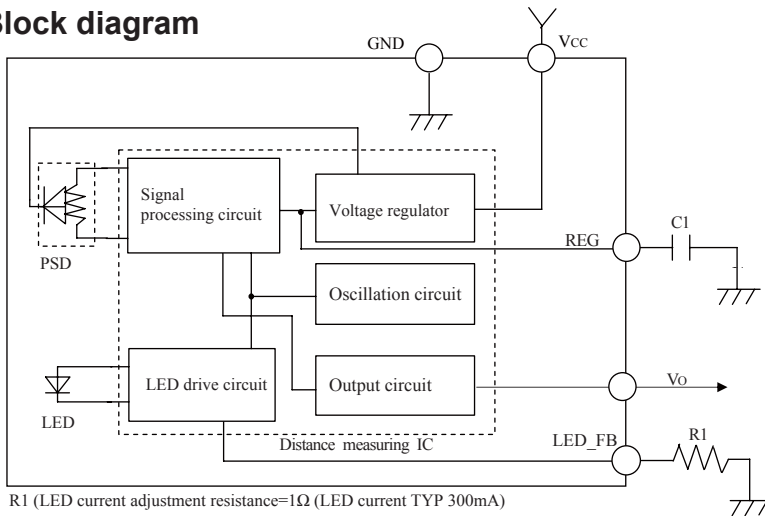 Block diagram
GND
VCC
Signal
processing circuit
Voltage regulator
C1
REG
PSD
Oscillation circuit
LED drive circuit
Output circuit
VO
LED
Distance measuring IC
LED_FB
R1
R1 (LED current adjustment resistance=1Ω (LED current TYP 300mA)